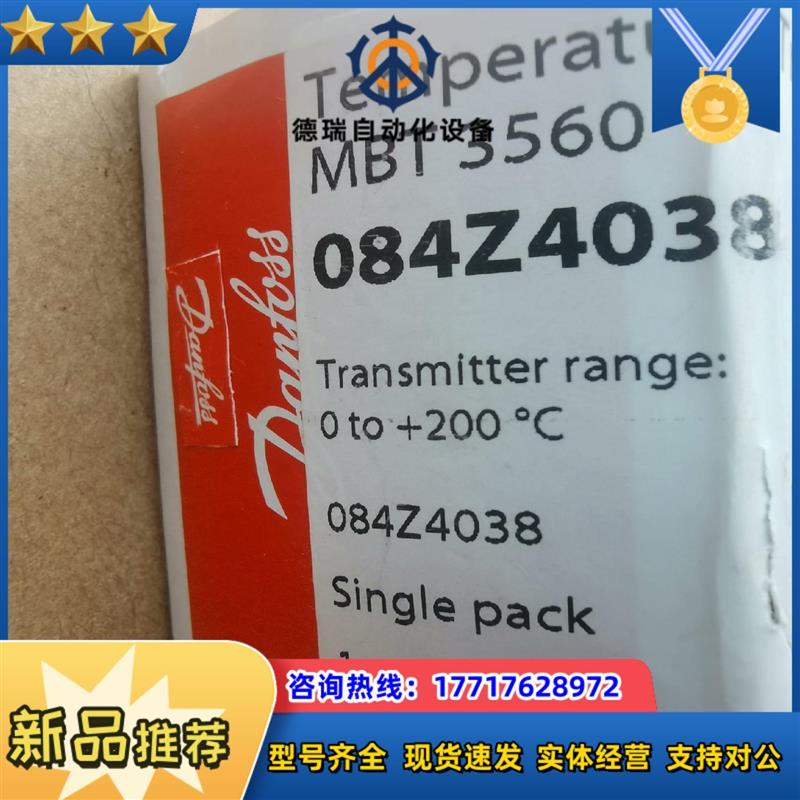 Temperatu
德瑞自动化设备
MBT 3560
084Z4038
Danfoss
Danfoss
Transmitter range:
0 to +200 °C
084Z4038
Single pack
咨询热线：17717628972
新品推荐
型号齐全 现货速发 实体经营 支持对公